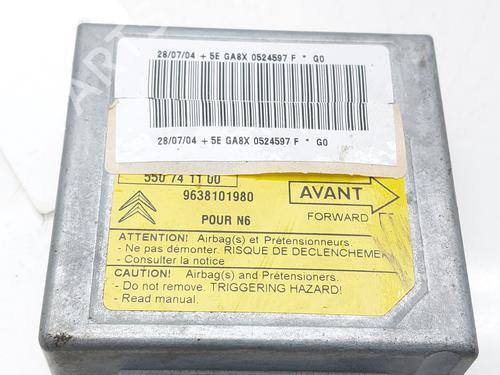 28/07/04 + 5E GA8X 0524597 F * G0
28/07/04 + 5E GA8X 0524597 F * G0
550 74 11 00
9638101980
POUR N6
AVANT
FORWARD
ATTENTION! Airbag(s) et Prétensionneurs.
- Ne pas démonter. RISQUE DE DECLENCHEME
- Consulter la notice
CAUTION! Airbag(s) and Pretensioners.
- Do not remove. TRIGGERING HAZARD!
- Read manual.